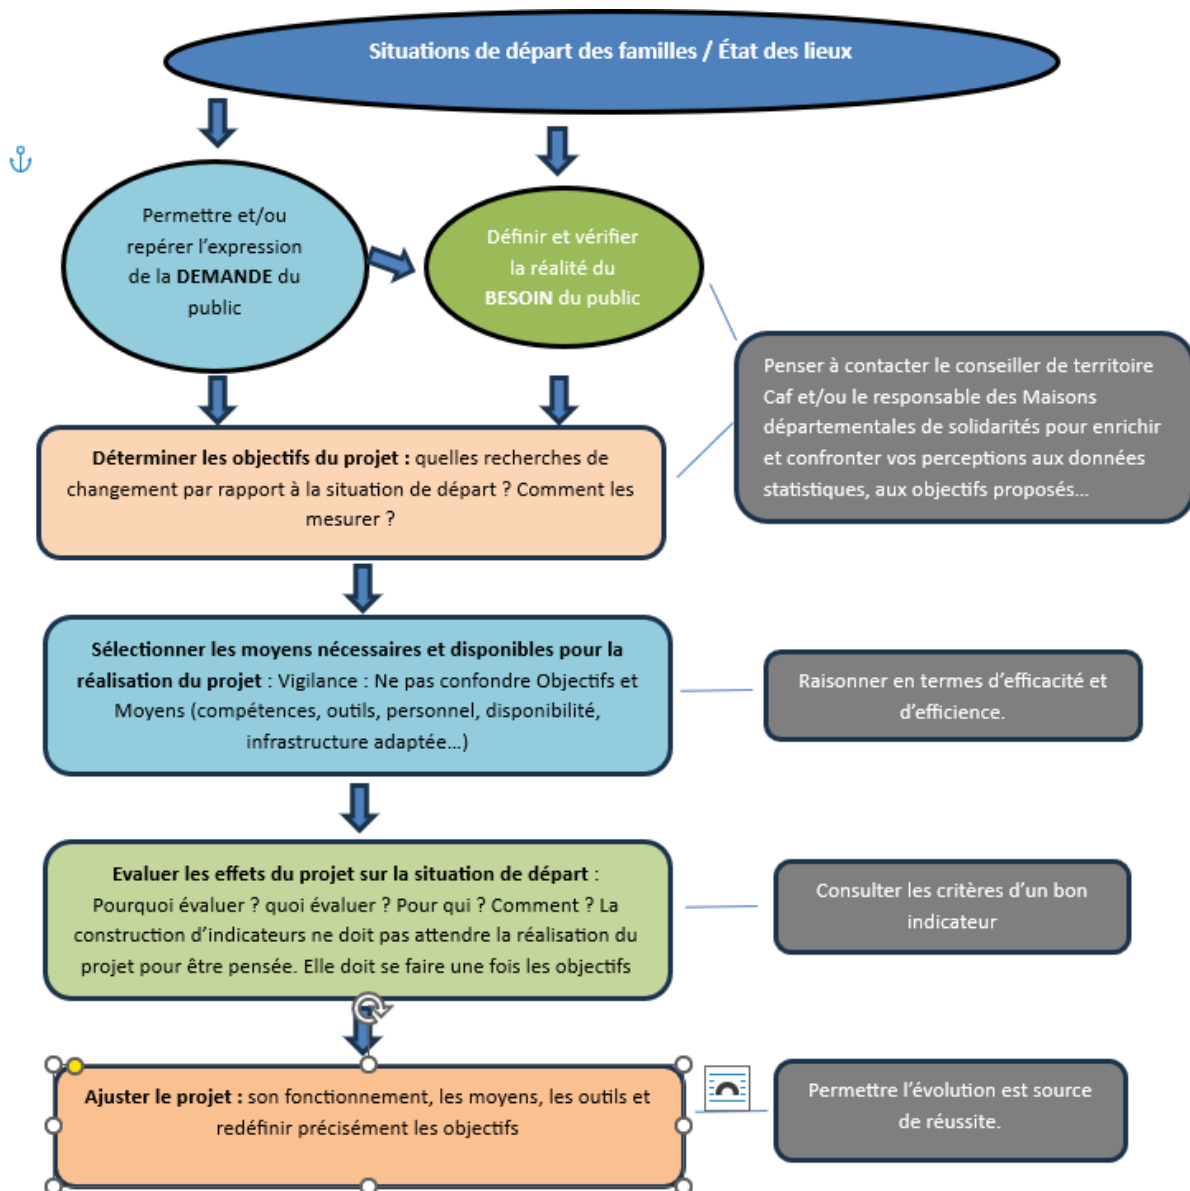 Situations de départ des familles / État des lieux
Permettre et/ou
repérer l’expression
de la DEMANDE du
public
Définir et vérifier
la réalité du
BESOIN du public
Penser à contacter le conseiller de territoire
Caf et/ou le responsable des Maisons
départementales de solidarités pour enrichir
et confronter vos perceptions aux données
statistiques, aux objectifs proposés...
Déterminer les objectifs du projet : quelles recherches de
changement par rapport à la situation de départ ? Comment les
mesurer ?
Sélectionner les moyens nécessaires et disponibles pour la
réalisation du projet : Vigilance : Ne pas confondre Objectifs et
Moyens (compétences, outils, personnel, disponibilité,
infrastructure adaptée...)
Raisonner en termes d’efficacité et
d’efficience.
Evaluer les effets du projet sur la situation de départ :
Pourquoi évaluer ? quoi évaluer ? Pour qui ? Comment ? La
construction d’indicateurs ne doit pas attendre la réalisation du
projet pour être pensée. Elle doit se faire une fois les objectifs
Consulter les critères d’un bon
indicateur
Ajuster le projet : son fonctionnement, les moyens, les outils et
redéfinir précisément les objectifs
Permettre l’évolution est source
de réussite.